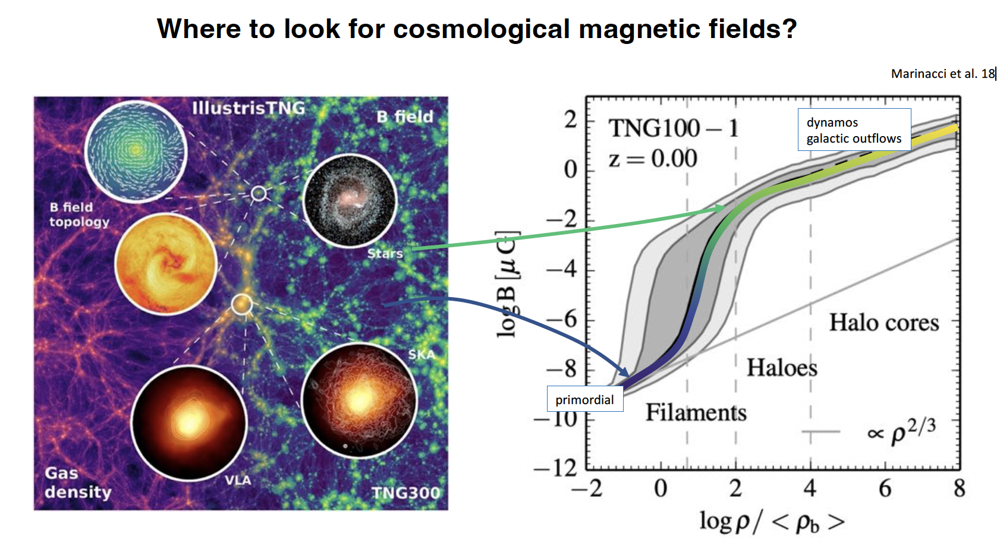 Where to look for cosmological magnetic fields?
Marinacci et al. 18
IllustrisTNG
B field
B field
topology
Stars
SKA
VLA
Gas
density
TNG300
TNG100 − 1
z = 0.00
dynamos
galactic outflows
primordial
Halo cores
Haloes
Filaments
∝ ρ^{2/3}
log B [μ G]
2
0
−2
−4
−6
−8
−10
−12
−2 0 2 4 6 8
log ρ / < ρ_b >